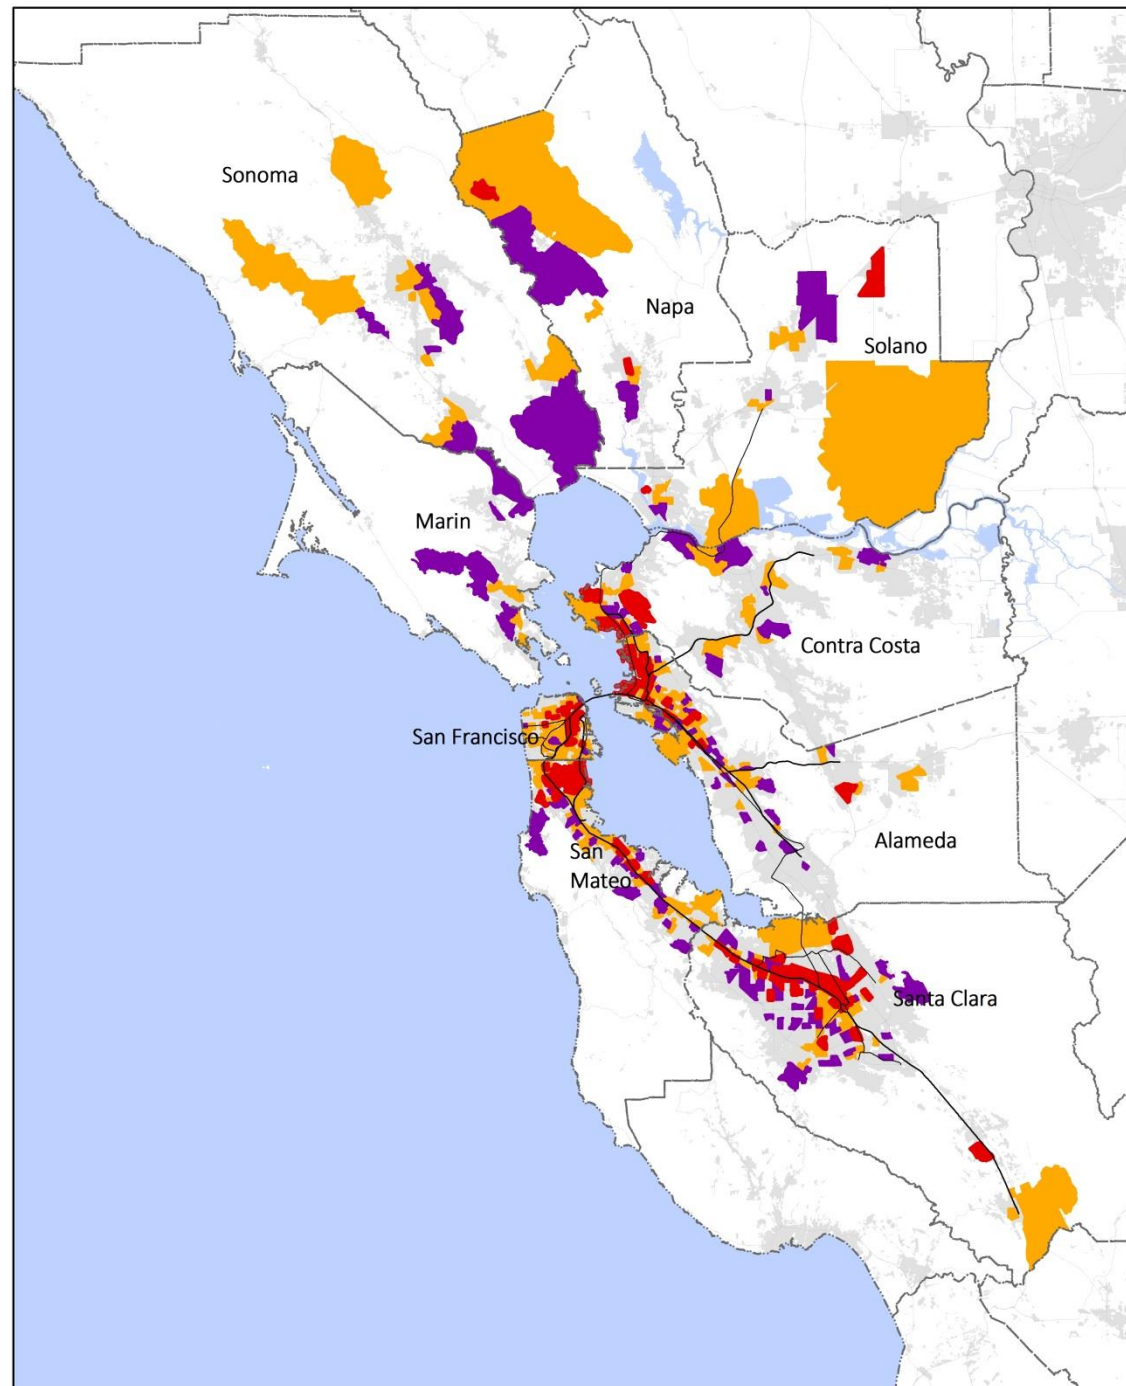 Sonoma
Napa
Solano
Marin
Contra Costa
San Francisco
Alameda
San
Mateo
Santa Clara